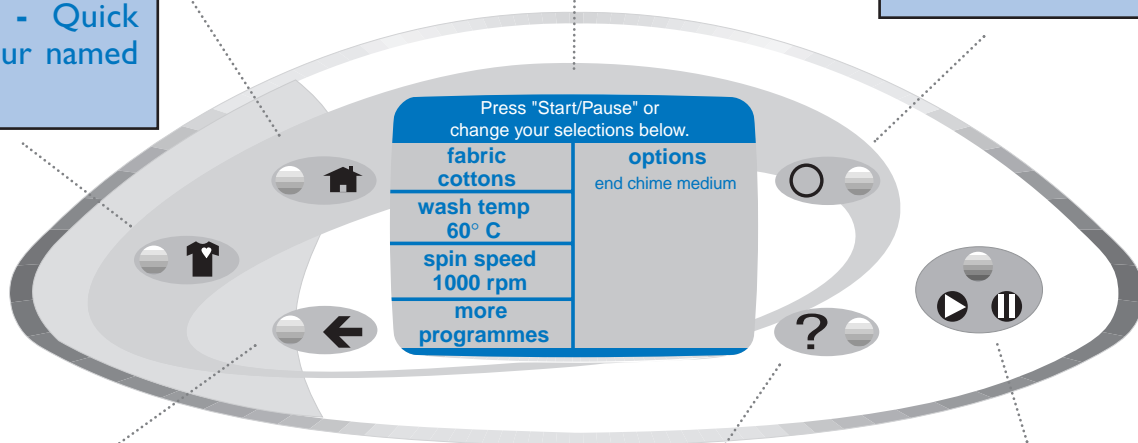 - Quick
ur named
Press "Start/Pause" or
change your selections below.
fabric
cottons
options
end chime medium
wash temp
60° C
spin speed
1000 rpm
more
programmes
?